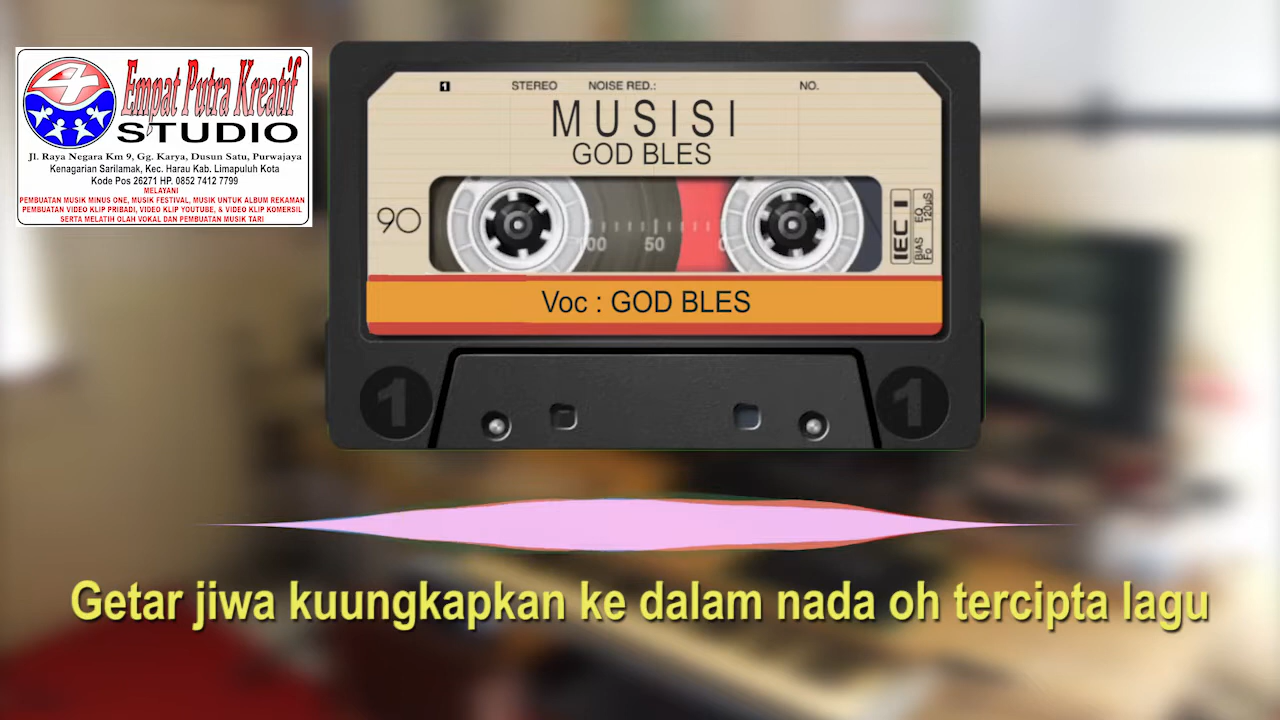 4
Empat Putra Kreatif
STUDIO
Jl. Raya Negara Km 9, Gg. Karya, Dusun Satu, Purwajaya
Kenagarian Sarilamak, Kec. Harau Kab. Limapuluh Kota
Kode Pos 26271 HP. 0852 7412 7799
MELAYANI
PEMBUATAN MUSIK MINUS ONE, MUSIK FESTIVAL, MUSIK UNTUK ALBUM REKAMAN
PEMBUATAN VIDEO KLIP PRIBADI, VIDEO KLIP YOUTUBE, & VIDEO KLIP KOMERSIL
SERTA MELATIH OLAH VOKAL DAN PEMBUATAN MUSIK TARI
1 STEREO NOISE RED.: NO.
MUSISI
GOD BLES
90
100 50 0
IEC I
BIAS EQ
Fo 120µS
Voc : GOD BLES
1 1
Getar jiwa kuungkapkan ke dalam nada oh tercipta lagu